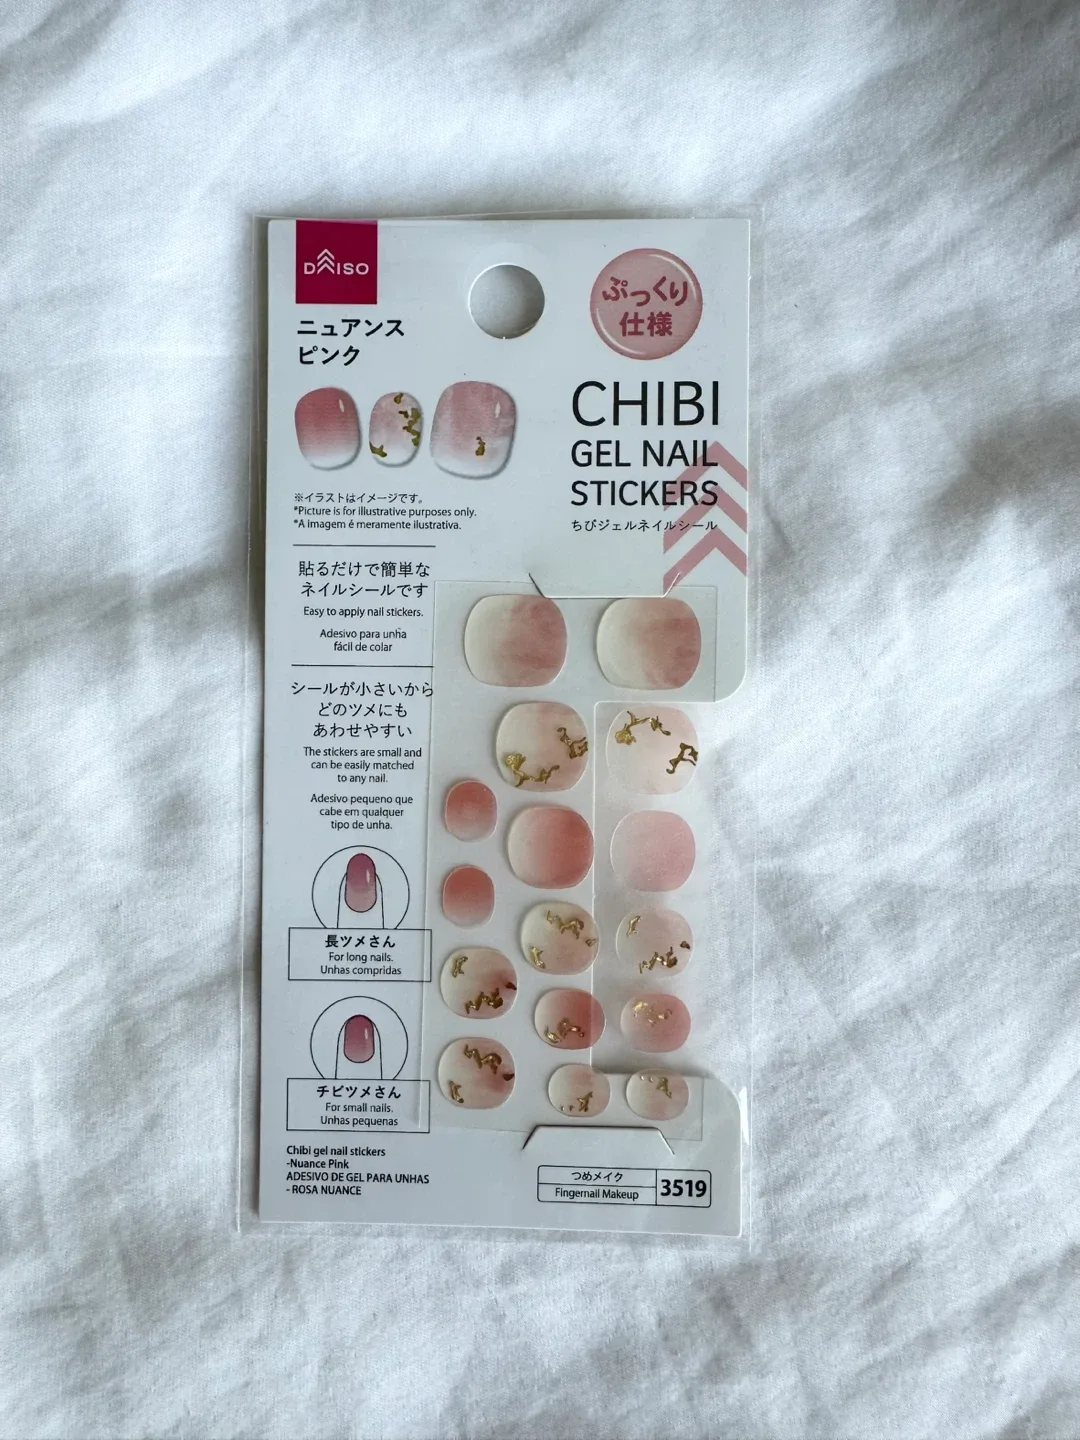 DAISO
ニュアンス
ピンク
ぷっくり
仕様
CHIBI
GEL NAIL
STICKERS
ちびジェルネイルシール
※イラストはイメージです。
*Picture is for illustrative purposes only.
*A imagem é meramente ilustrativa.
貼るだけで簡単な
ネイルシールです
Easy to apply nail stickers.
Adesivo para unha
fácil de colar
シールが小さいから
どのツメにも
あわせやすい
The stickers are small and
can be easily matched
to any nail.
Adesivo pequeno que
cabe em qualquer
tipo de unha.
長ツメさん
For long nails.
Unhas compridas
チビツメさん
For small nails.
Unhas pequenas
Chibi gel nail stickers
-Nuance Pink
ADESIVO DE GEL PARA UNHAS
- ROSA NUANCE
つめメイク
Fingernail Makeup
3519